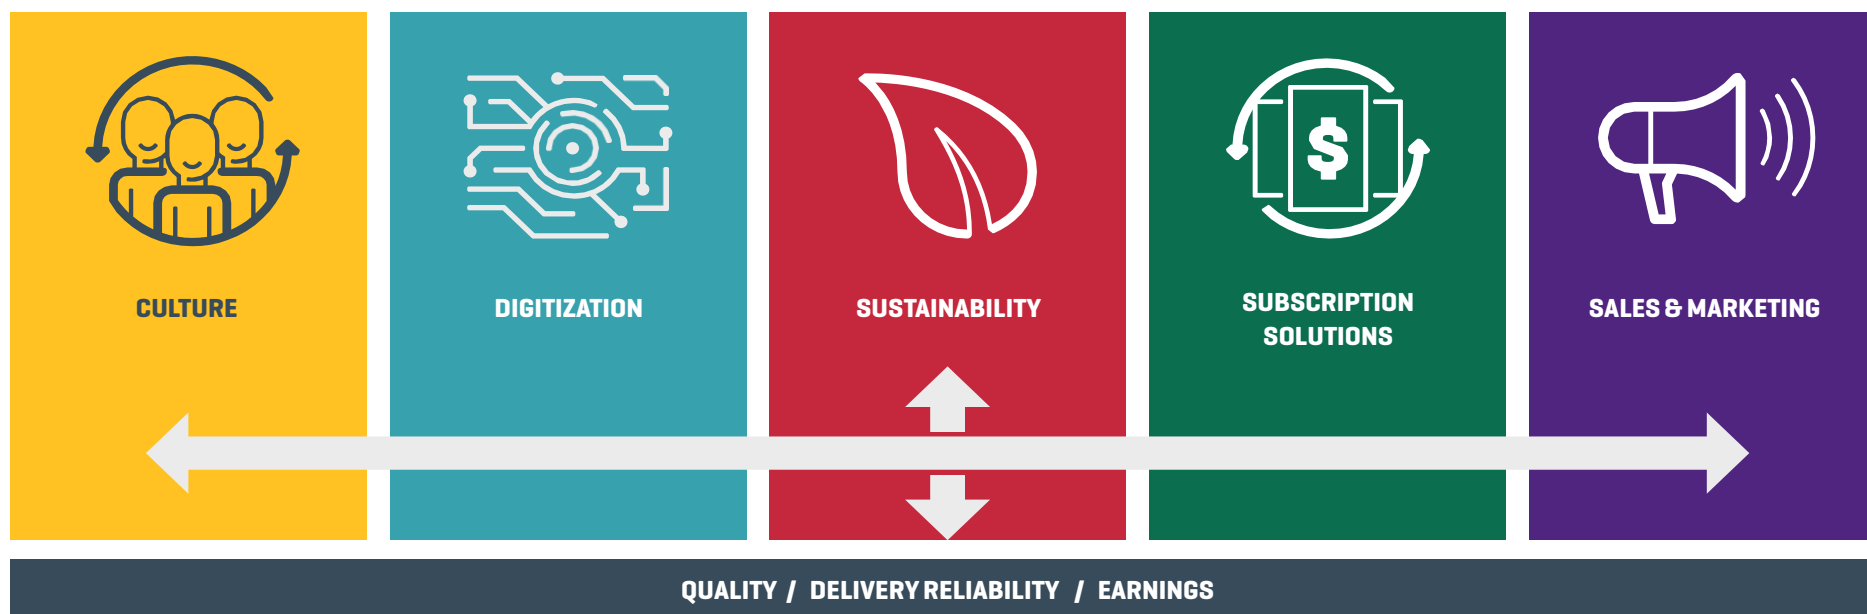 CULTURE
DIGITIZATION
SUSTAINABILITY
$
SUBSCRIPTION
SOLUTIONS
SALES & MARKETING
QUALITY / DELIVERY RELIABILITY / EARNINGS